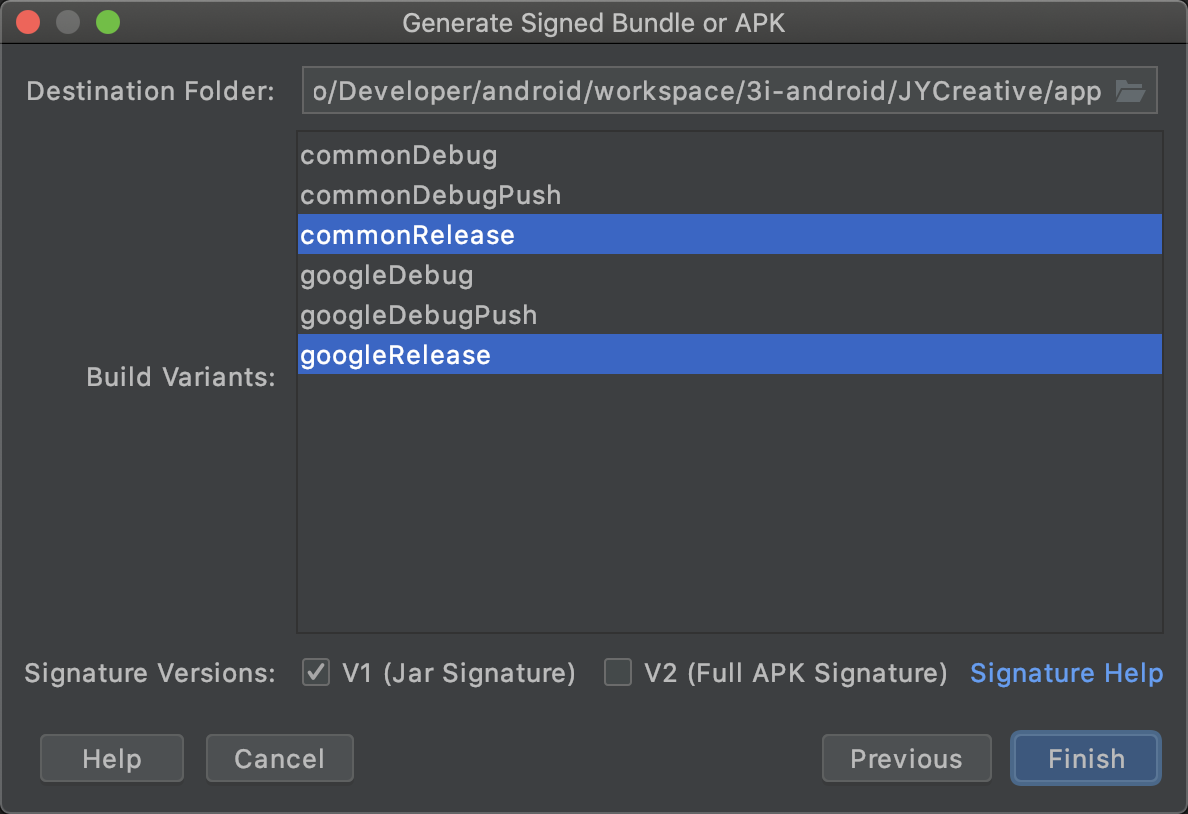 Generate Signed Bundle or APK
Destination Folder: o/Developer/android/workspace/3i-android/JYCreative/app
commonDebug
commonDebugPush
commonRelease
googleDebug
googleDebugPush
googleRelease
Build Variants:
Signature Versions: V1 (Jar Signature) V2 (Full APK Signature) Signature Help
Help Cancel Previous Finish